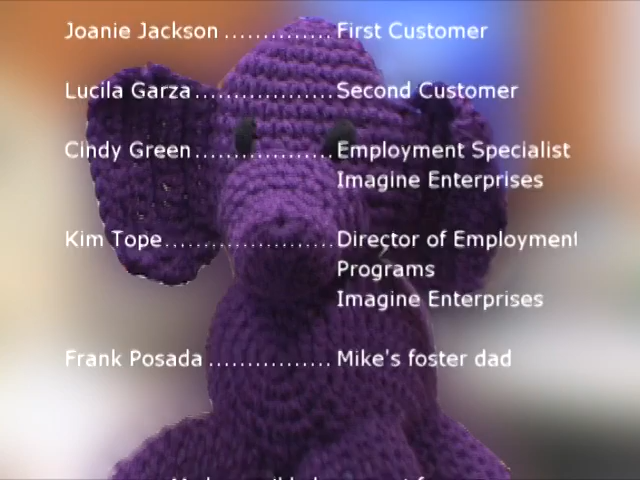 Joanie Jackson .............. First Customer
Lucila Garza .................. Second Customer
Cindy Green .................. Employment Specialist
Imagine Enterprises
Kim Tope ...................... Director of Employment
Programs
Imagine Enterprises
Frank Posada ................ Mike's foster dad